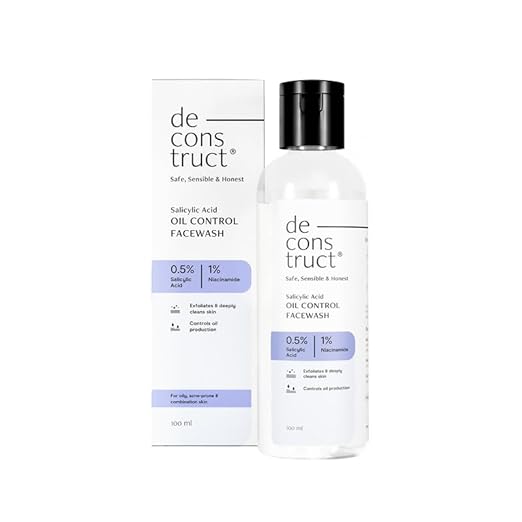 de
cons
truct®
Safe, Sensible & Honest
Salicylic Acid
OIL CONTROL
FACEWASH
0.5% | 1%
Salicylic Niacinamide
Acid
Exfoliates & deeply
cleans skin
Controls oil
production
For oily, acne-prone &
combination skin
100 ml
de
cons
truct®
Safe, Sensible & Honest
Salicylic Acid
OIL CONTROL
FACEWASH
0.5% | 1%
Salicylic Niacinamide
Acid
Exfoliates & deeply
cleans skin
Controls oil production
100 ml